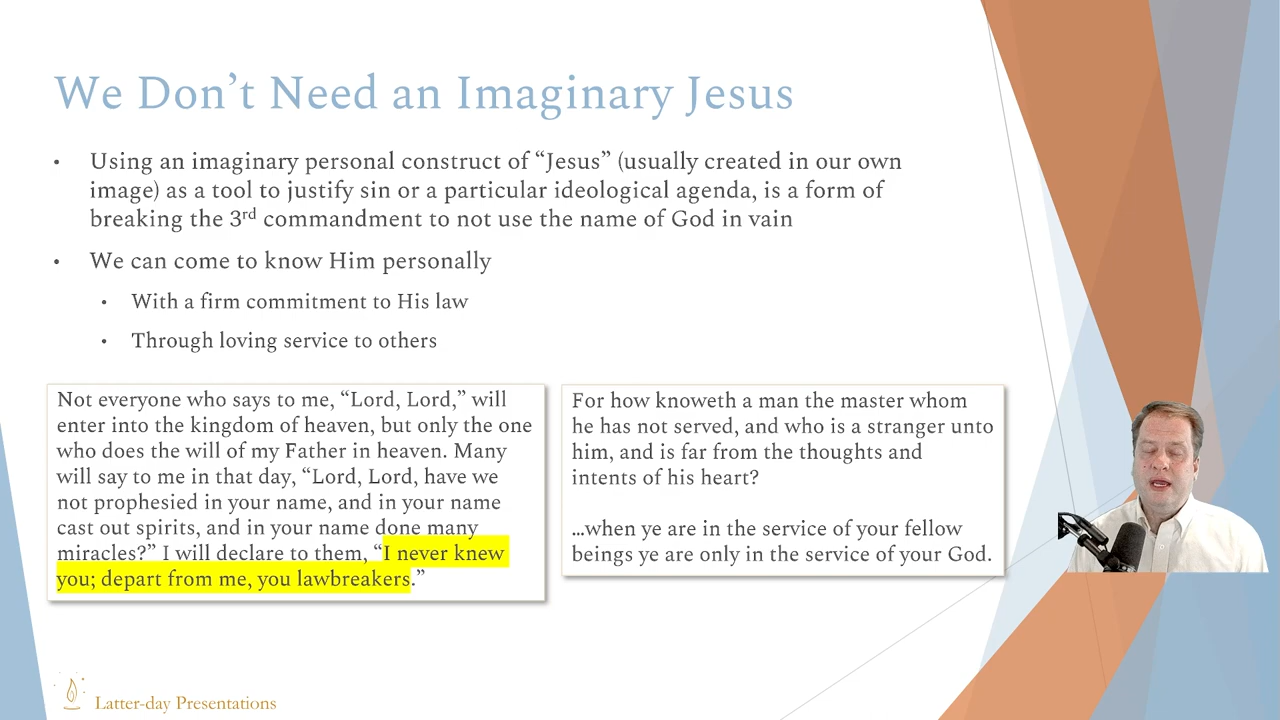 We Don’t Need an Imaginary Jesus
• Using an imaginary personal construct of “Jesus” (usually created in our own
image) as a tool to justify sin or a particular ideological agenda, is a form of
breaking the 3rd commandment to not use the name of God in vain
• We can come to know Him personally
• With a firm commitment to His law
• Through loving service to others
Not everyone who says to me, “Lord, Lord,” will
enter into the kingdom of heaven, but only the one
who does the will of my Father in heaven. Many
will say to me in that day, “Lord, Lord, have we
not prophesied in your name, and in your name
cast out spirits, and in your name done many
miracles?” I will declare to them, “I never knew
you; depart from me, you lawbreakers.”
For how knoweth a man the master whom
he has not served, and who is a stranger unto
him, and is far from the thoughts and
intents of his heart?
…when ye are in the service of your fellow
beings ye are only in the service of your God.
Latter-day Presentations